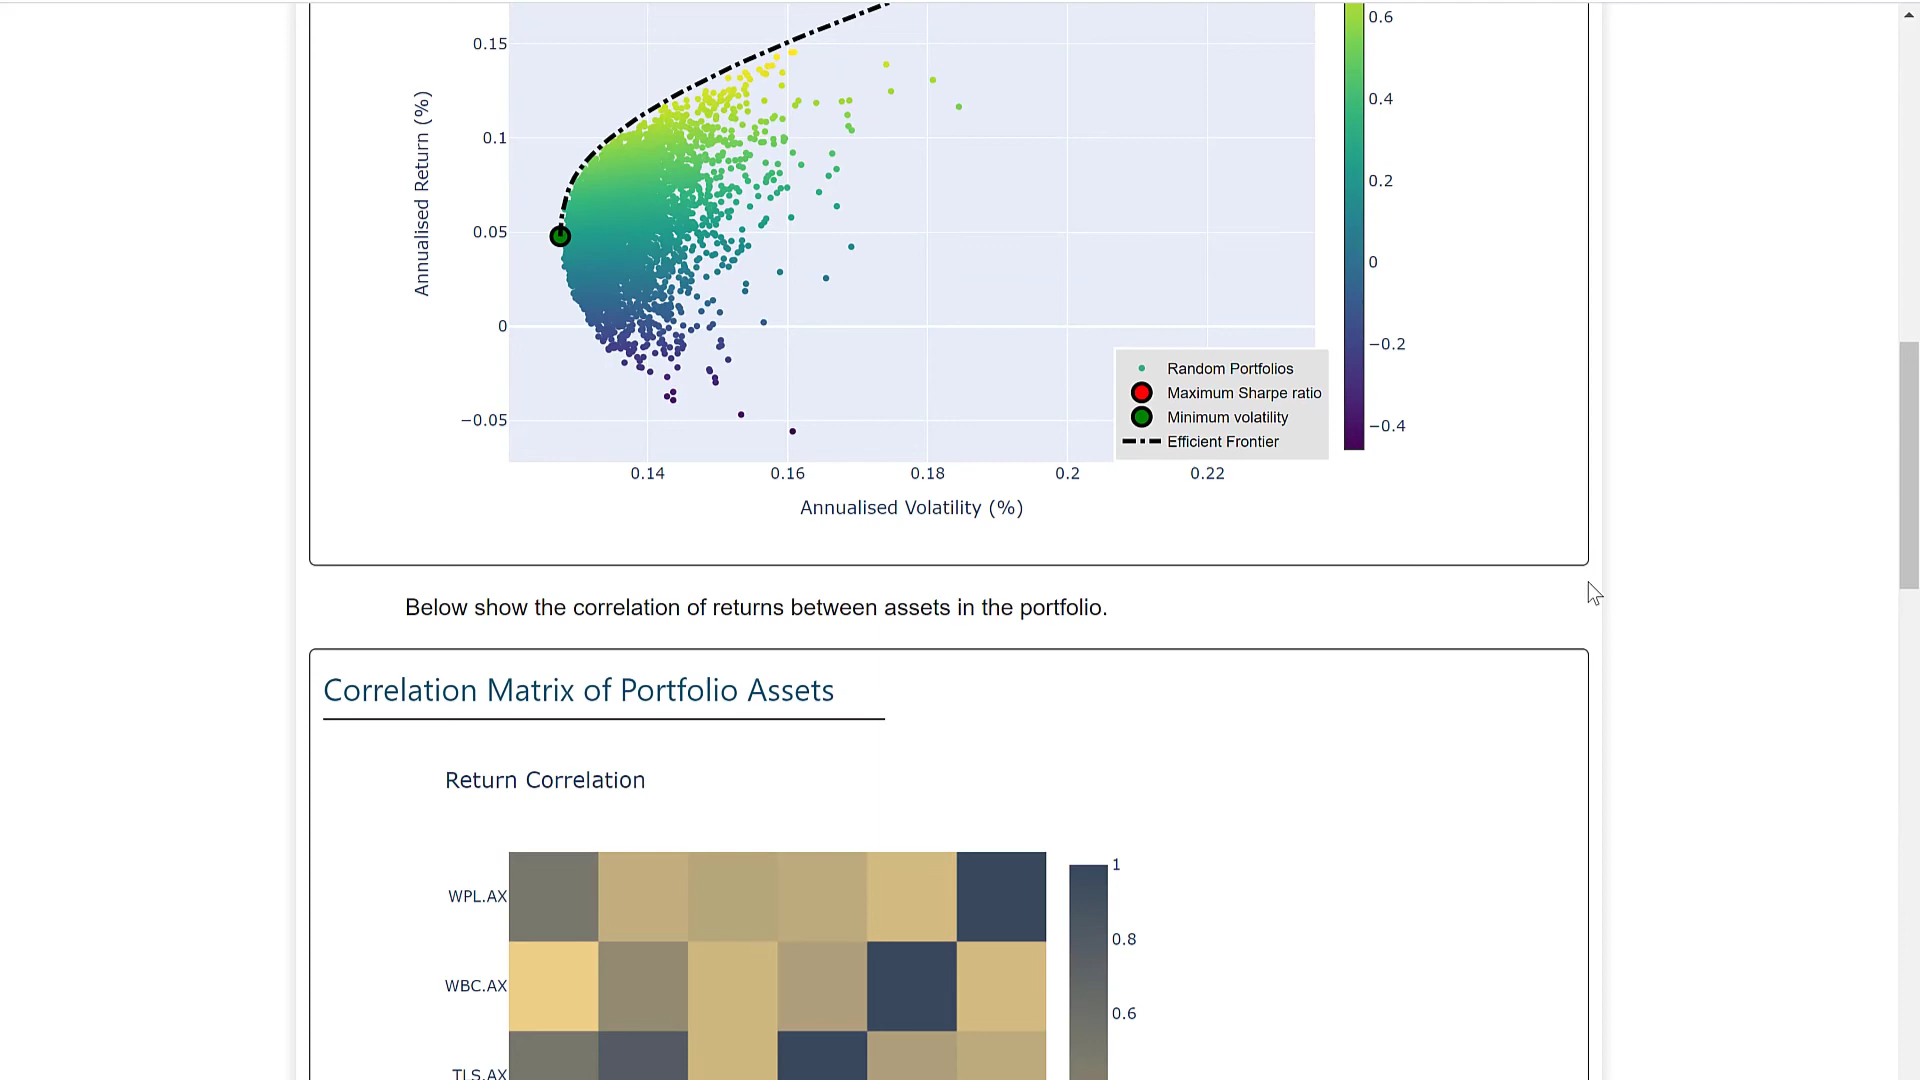 0.6
0.15
0.4
0.1
0.2
0.05
0
0
−0.2
−0.05
−0.4
Annualised Return (%)
Random Portfolios
Maximum Sharpe ratio
Minimum volatility
Efficient Frontier
0.14 0.16 0.18 0.2 0.22
Annualised Volatility (%)
Below show the correlation of returns between assets in the portfolio.
Correlation Matrix of Portfolio Assets
Return Correlation
WPL.AX
WBC.AX
TLS.AX
1
0.8
0.6